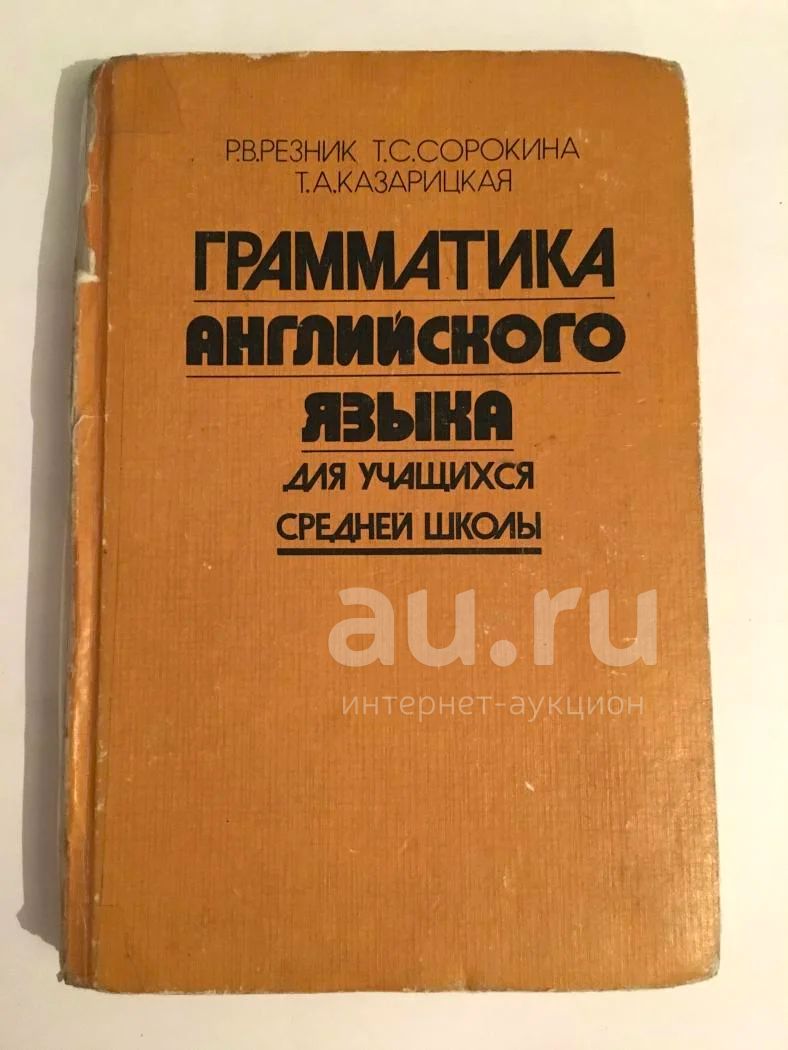 Р.В.РЕЗНИК Т.С.СОРОКИНА
Т.А.КАЗАРИЦКАЯ
ГРАММАТИКА
АНГЛИЙСКОГО
ЯЗЫКА
ДЛЯ УЧАЩИХСЯ
СРЕДНЕЙ ШКОЛЫ
au.ru
интернет-аукцион